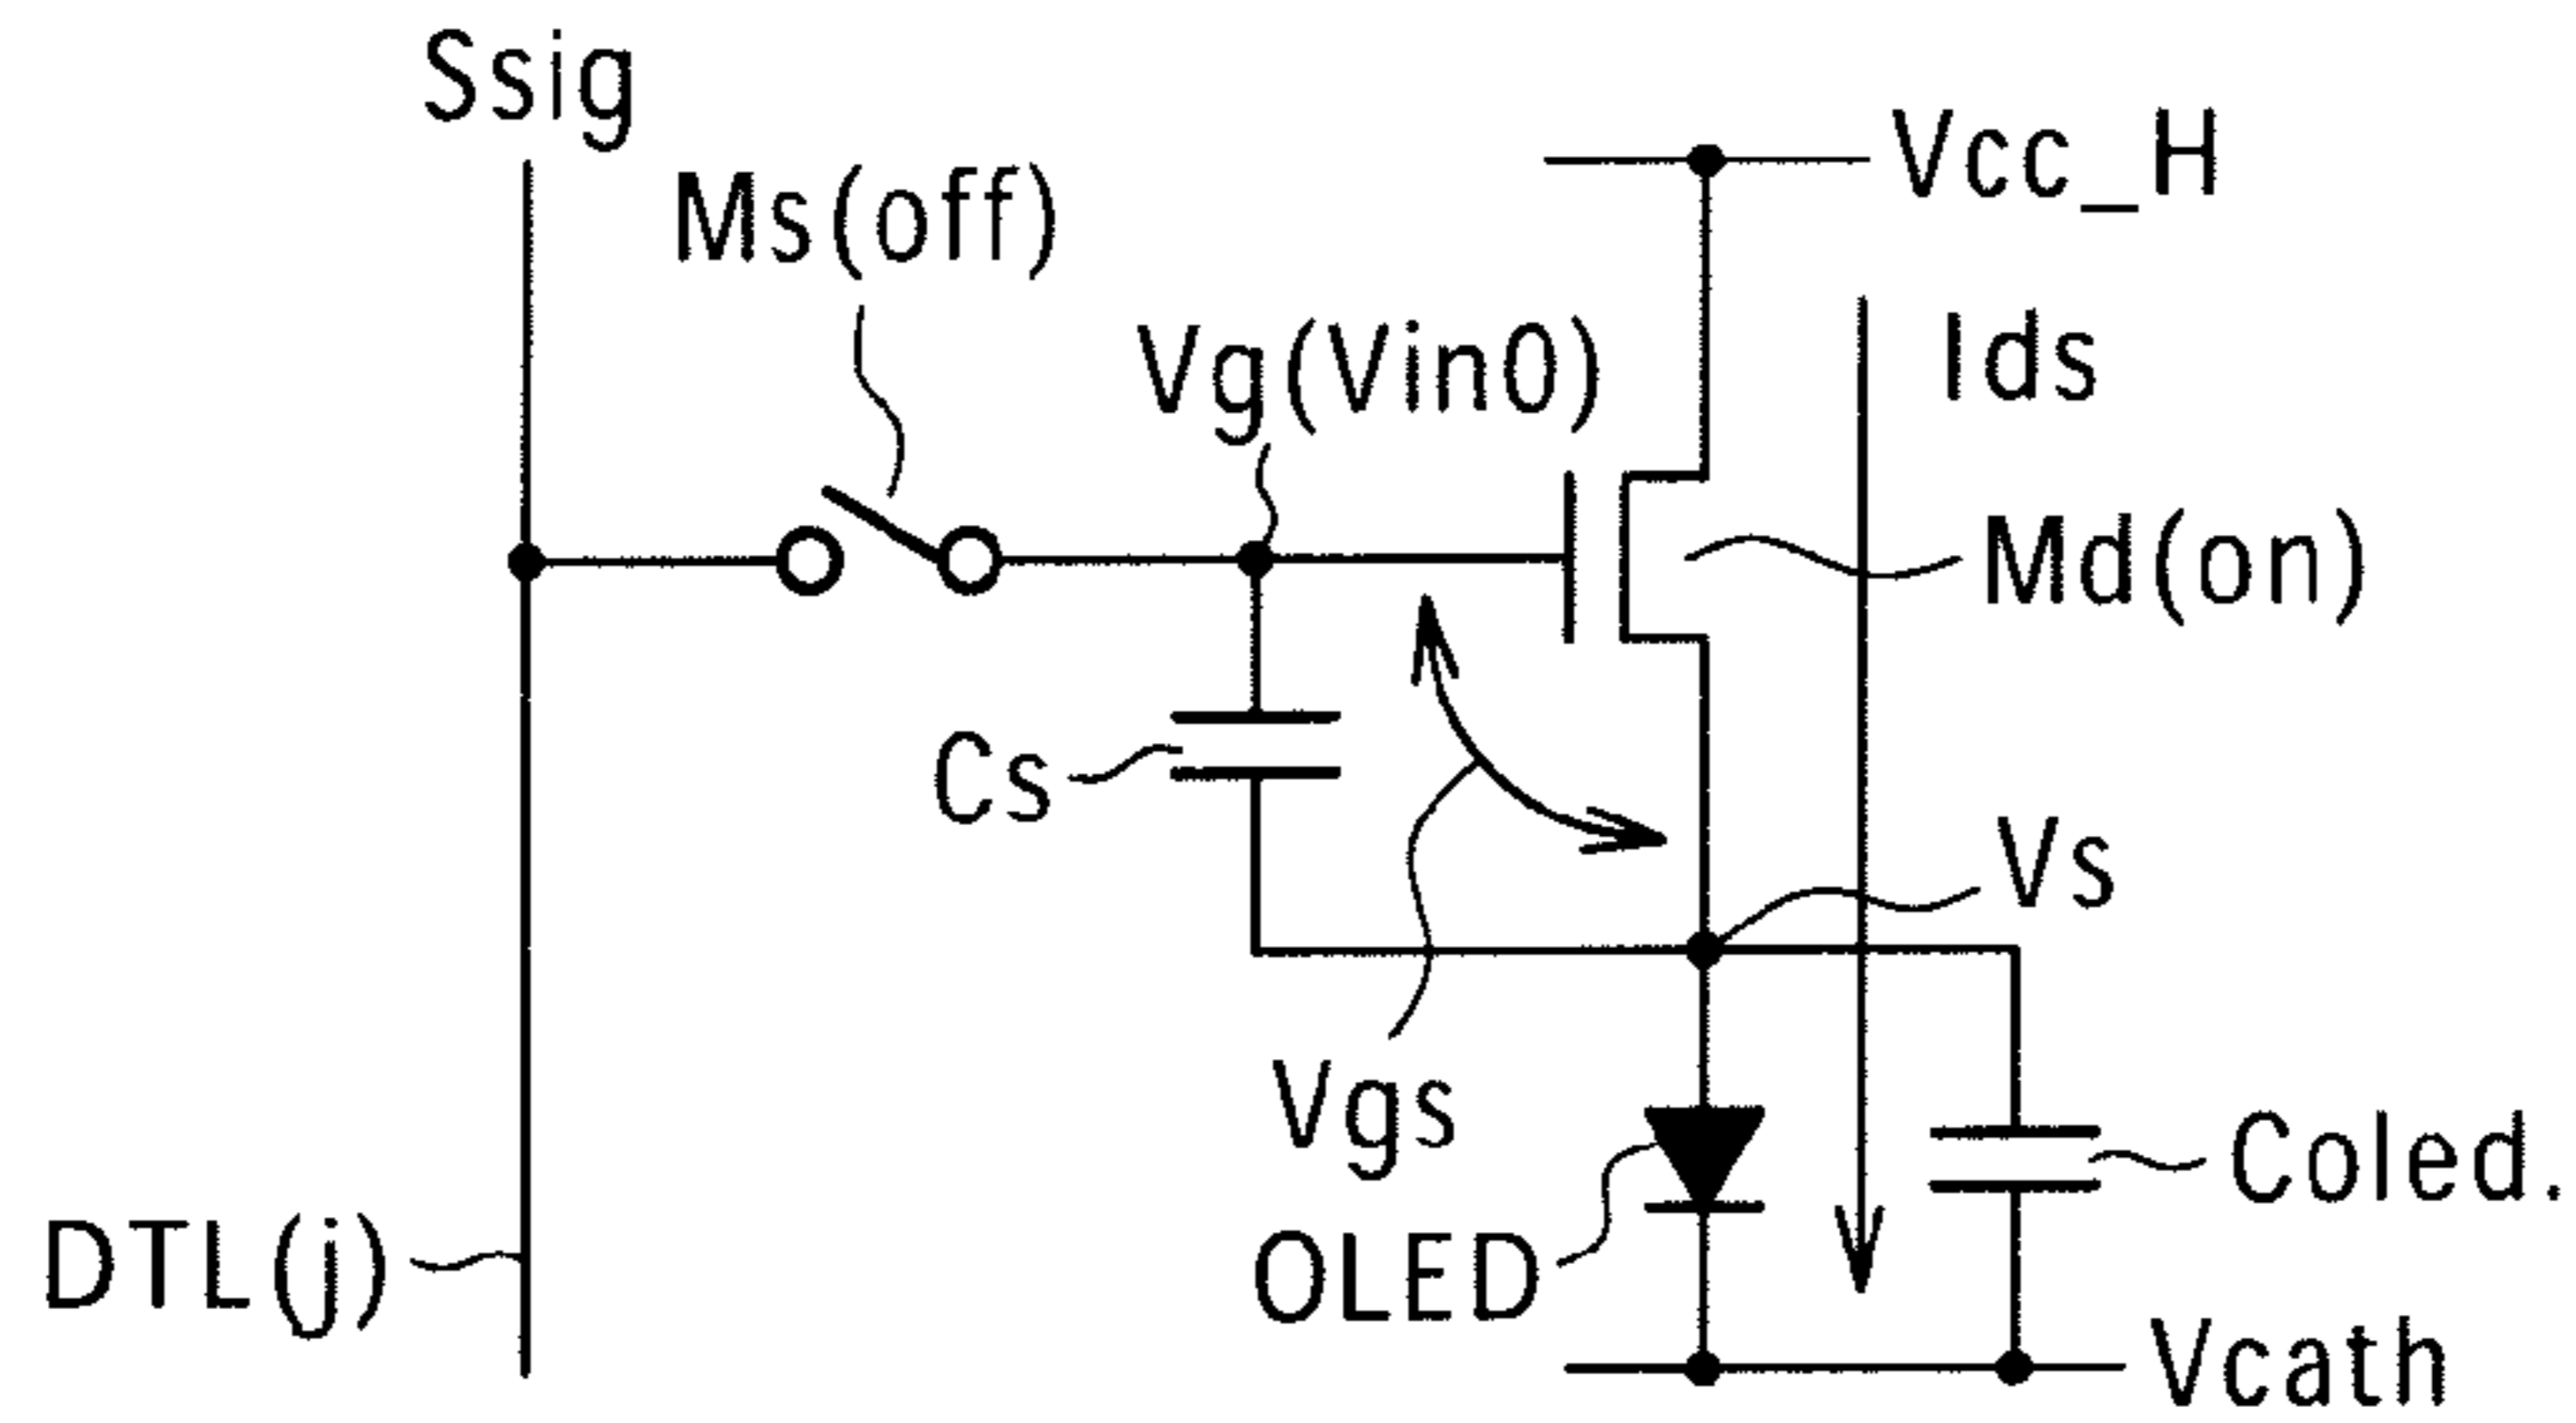 Ssig
Ms(off)
Vcc_H
Vg(Vin0)
Ids
Md(on)
Cs
Vs
Vgs
Coled.
DTL(j)
OLED
Vcath